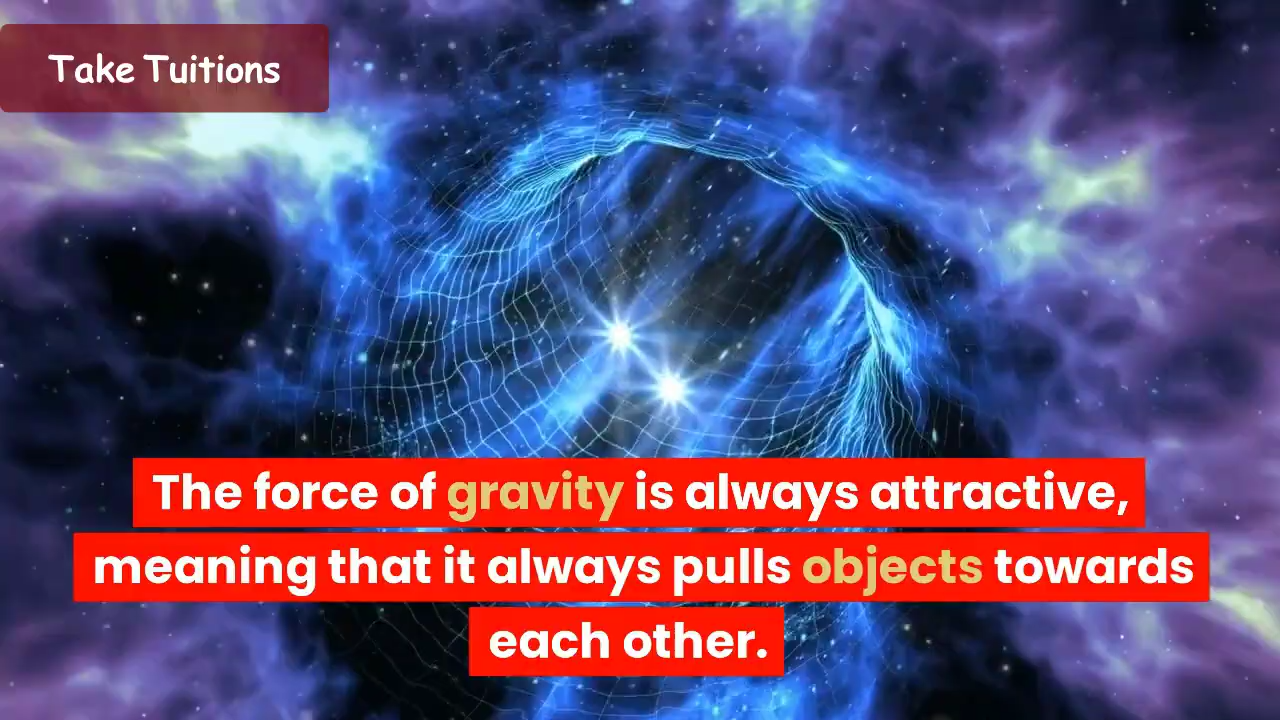 Take Tuitions
The force of gravity is always attractive,
meaning that it always pulls objects towards
each other.